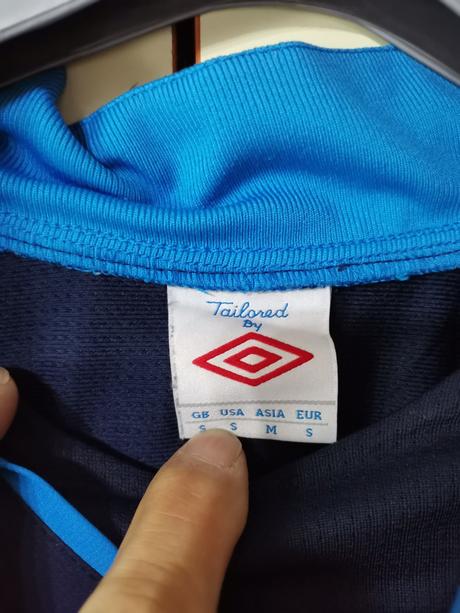 Tailored
By
GB USA ASIA EUR
S S M S